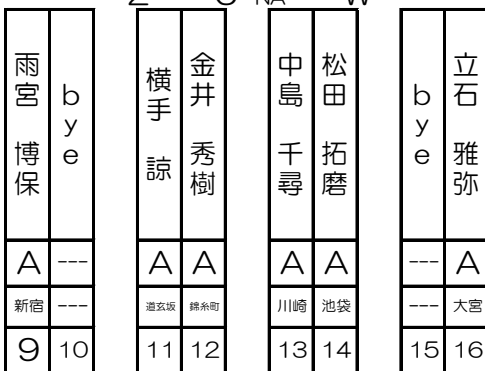 雨宮 博保
bye
横手 諒
金井 秀樹
中島 千尋
松田 拓磨
bye
立石 雅弥
A --- A A A A --- A
新宿 --- 道玄坂 錦糸町 川崎 池袋 --- 大宮
9 10 11 12 13 14 15 16